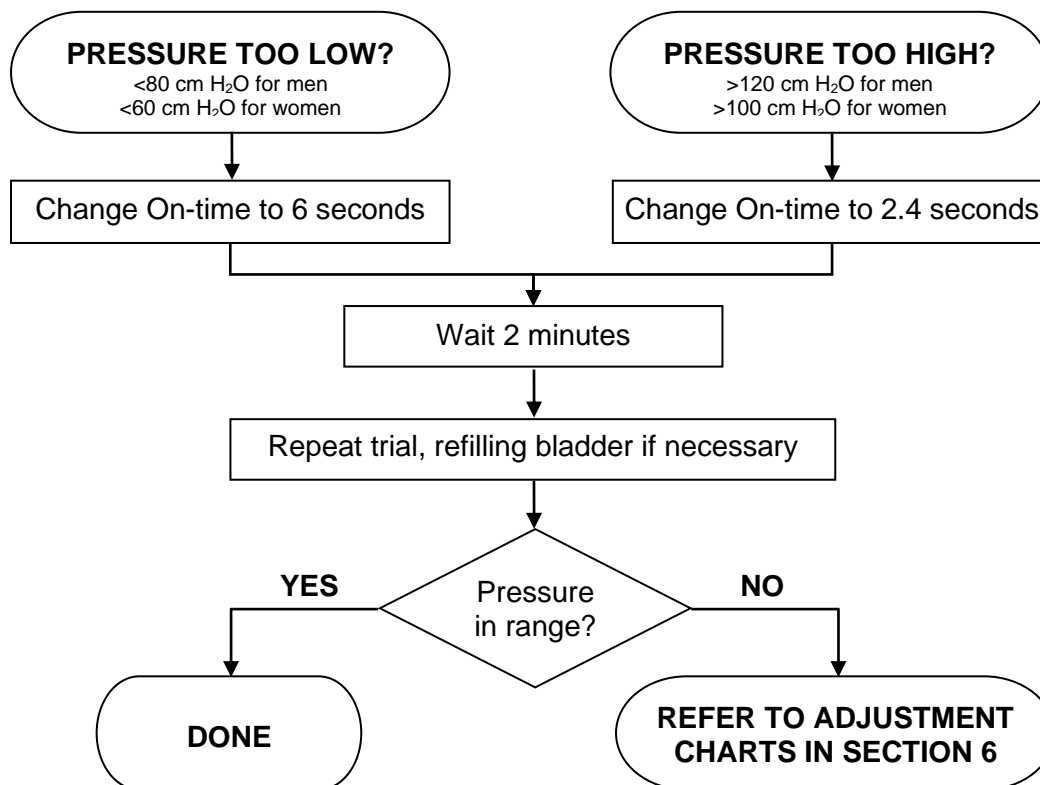 PRESSURE TOO LOW?
<80 cm H₂O for men
<60 cm H₂O for women
PRESSURE TOO HIGH?
>120 cm H₂O for men
>100 cm H₂O for women
Change On-time to 6 seconds
Change On-time to 2.4 seconds
Wait 2 minutes
Repeat trial, refilling bladder if necessary
YES
Pressure
in range?
NO
DONE
REFER TO ADJUSTMENT
CHARTS IN SECTION 6